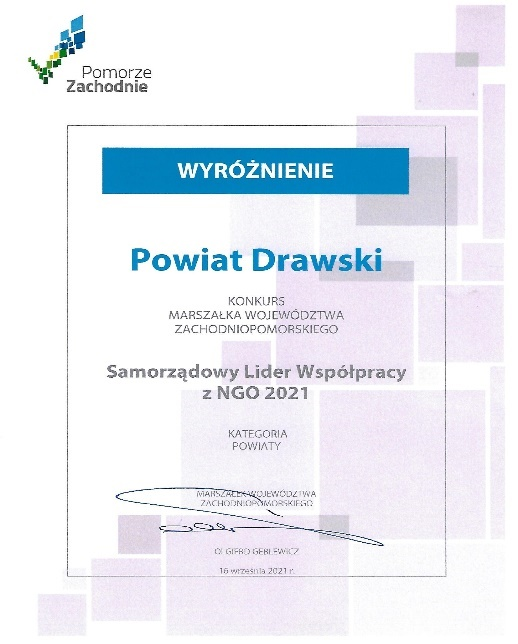 Pomorze
Zachodnie
WYRÓŻNIENIE
Powiat Drawski
KONKURS
MARSZAŁKA WOJEWÓDZTWA
ZACHODNIOPOMORSKIEGO
Samorządowy Lider Współpracy
z NGO 2021
KATEGORIA
POWIATY
MARSZAŁEK WOJEWÓDZTWA
ZACHODNIOPOMORSKIEGO
OLGIERD GEBLEWICZ
16 września 2021 r.